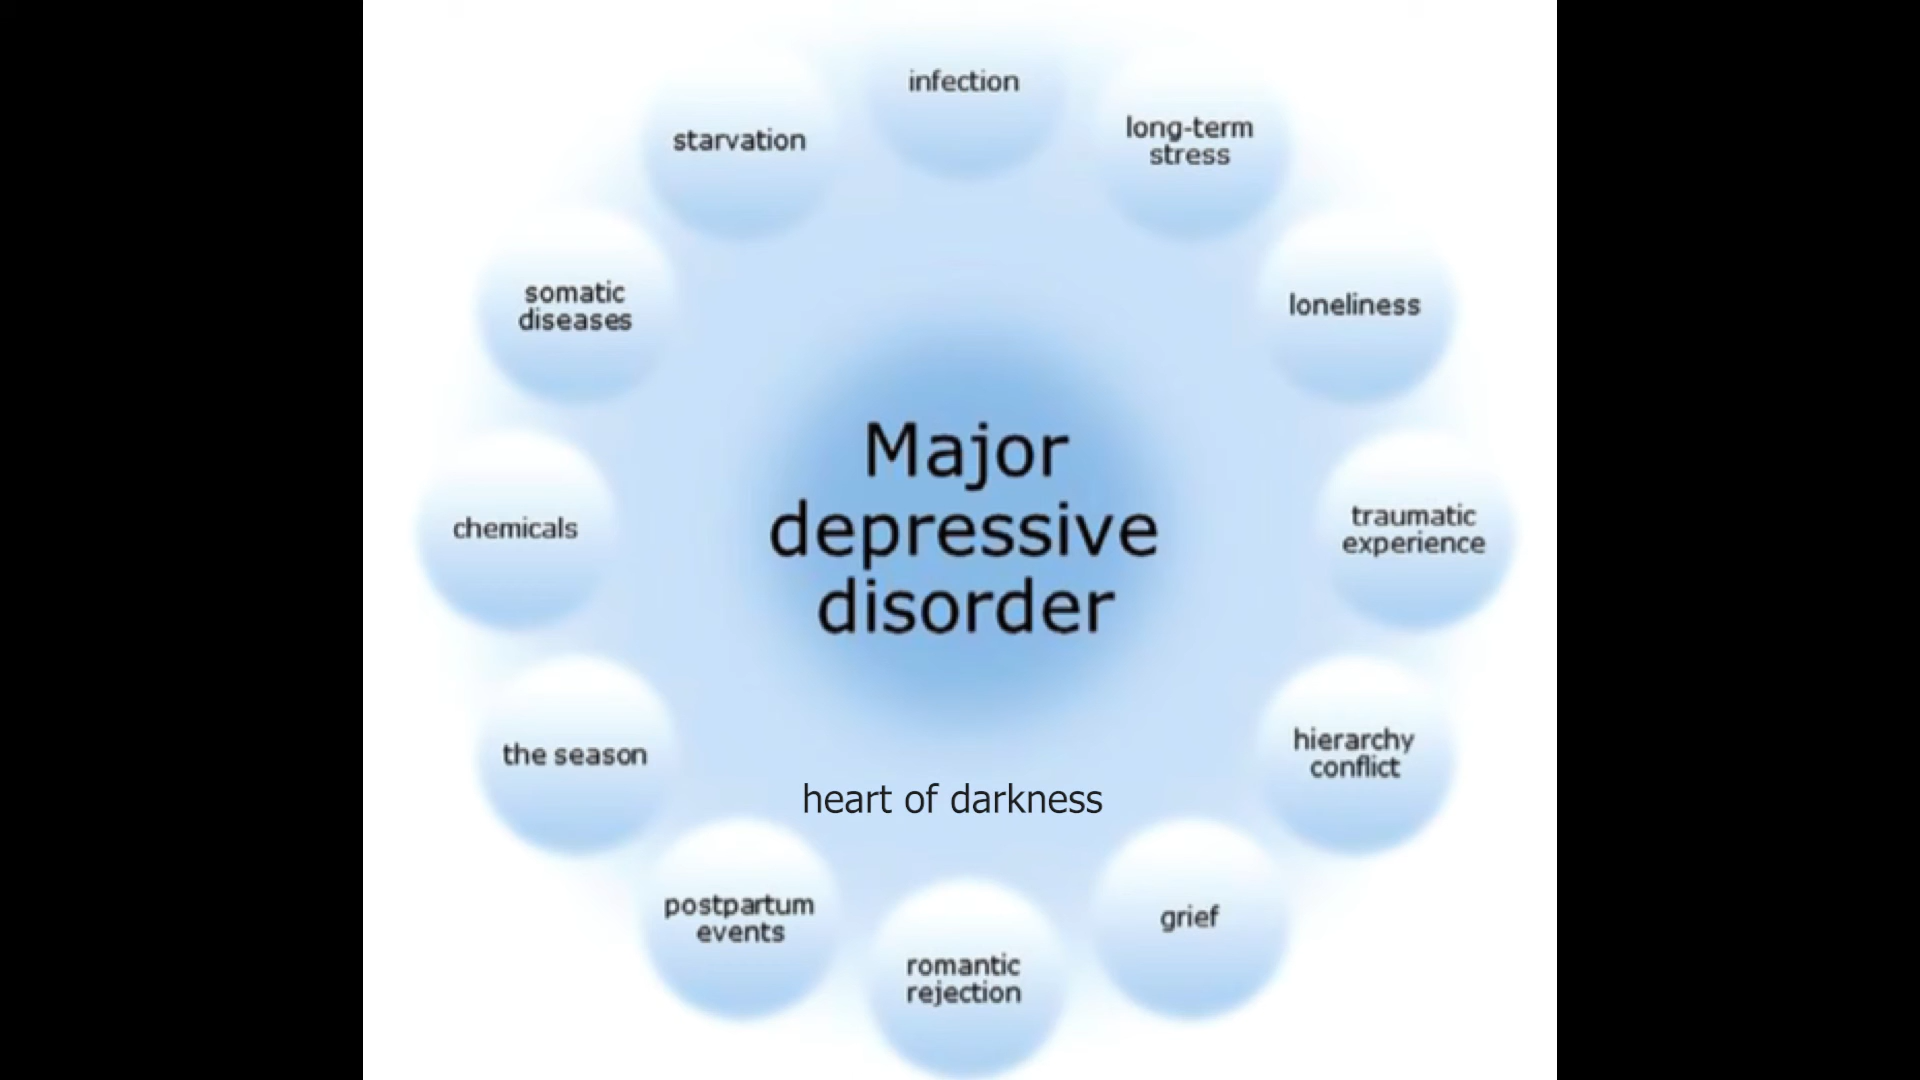 infection
starvation
long-term
stress
somatic
diseases
loneliness
Major
depressive
disorder
chemicals
traumatic
experience
the season
hierarchy
conflict
heart of darkness
postpartum
events
grief
romantic
rejection